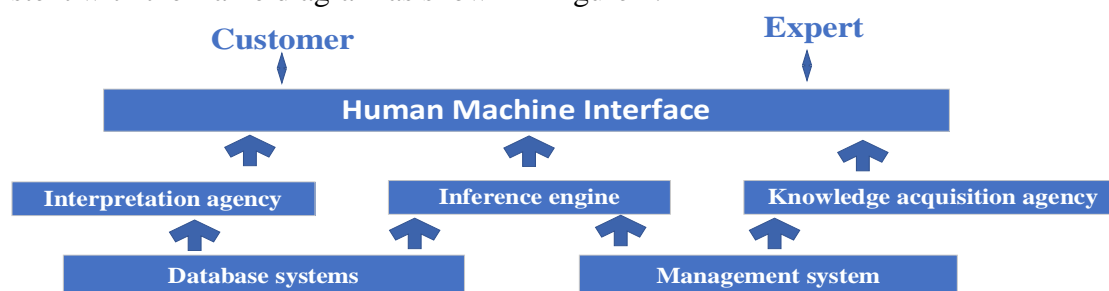 Customer
Expert
Human Machine Interface
Interpretation agency
Inference engine
Knowledge acquisition agency
Database systems
Management system